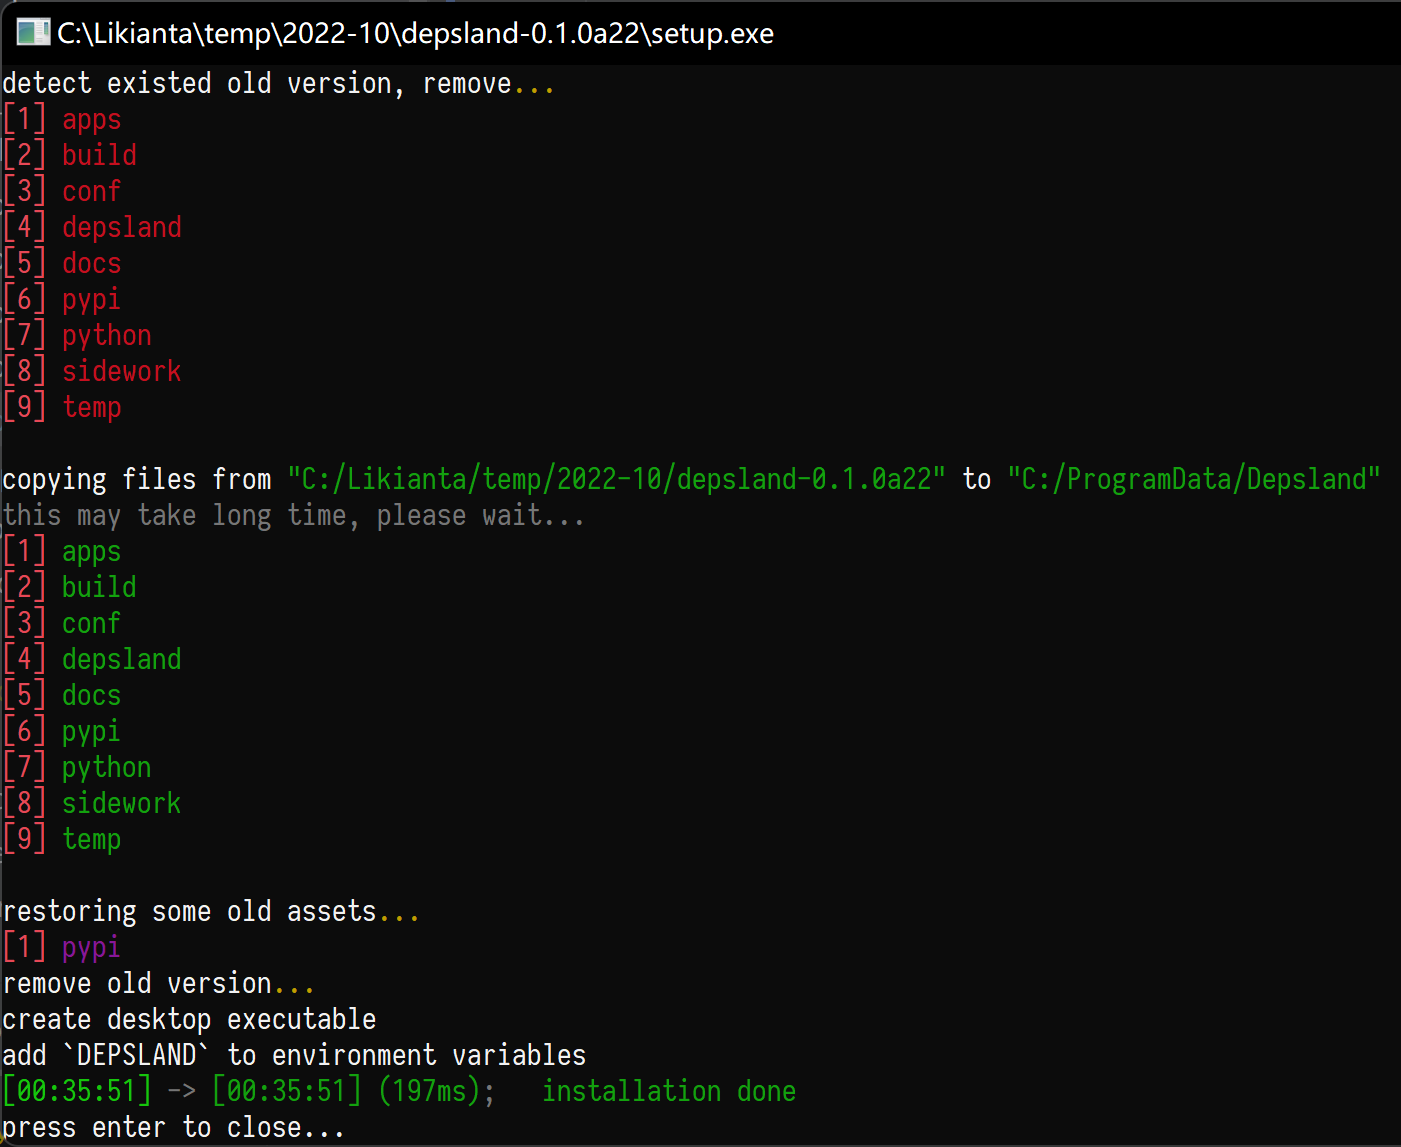 C:\Likianta\temp\2022-10\depsland-0.1.0a22\setup.exe
detect existed old version, remove...
[1] apps
[2] build
[3] conf
[4] depsland
[5] docs
[6] pypi
[7] python
[8] sidework
[9] temp
copying files from "C:/Likianta/temp/2022-10/depsland-0.1.0a22" to "C:/ProgramData/Depsland"
this may take long time, please wait...
[1] apps
[2] build
[3] conf
[4] depsland
[5] docs
[6] pypi
[7] python
[8] sidework
[9] temp
restoring some old assets...
[1] pypi
remove old version...
create desktop executable
add `DEPSLAND` to environment variables
[00:35:51] -> [00:35:51] (197ms);   installation done
press enter to close...